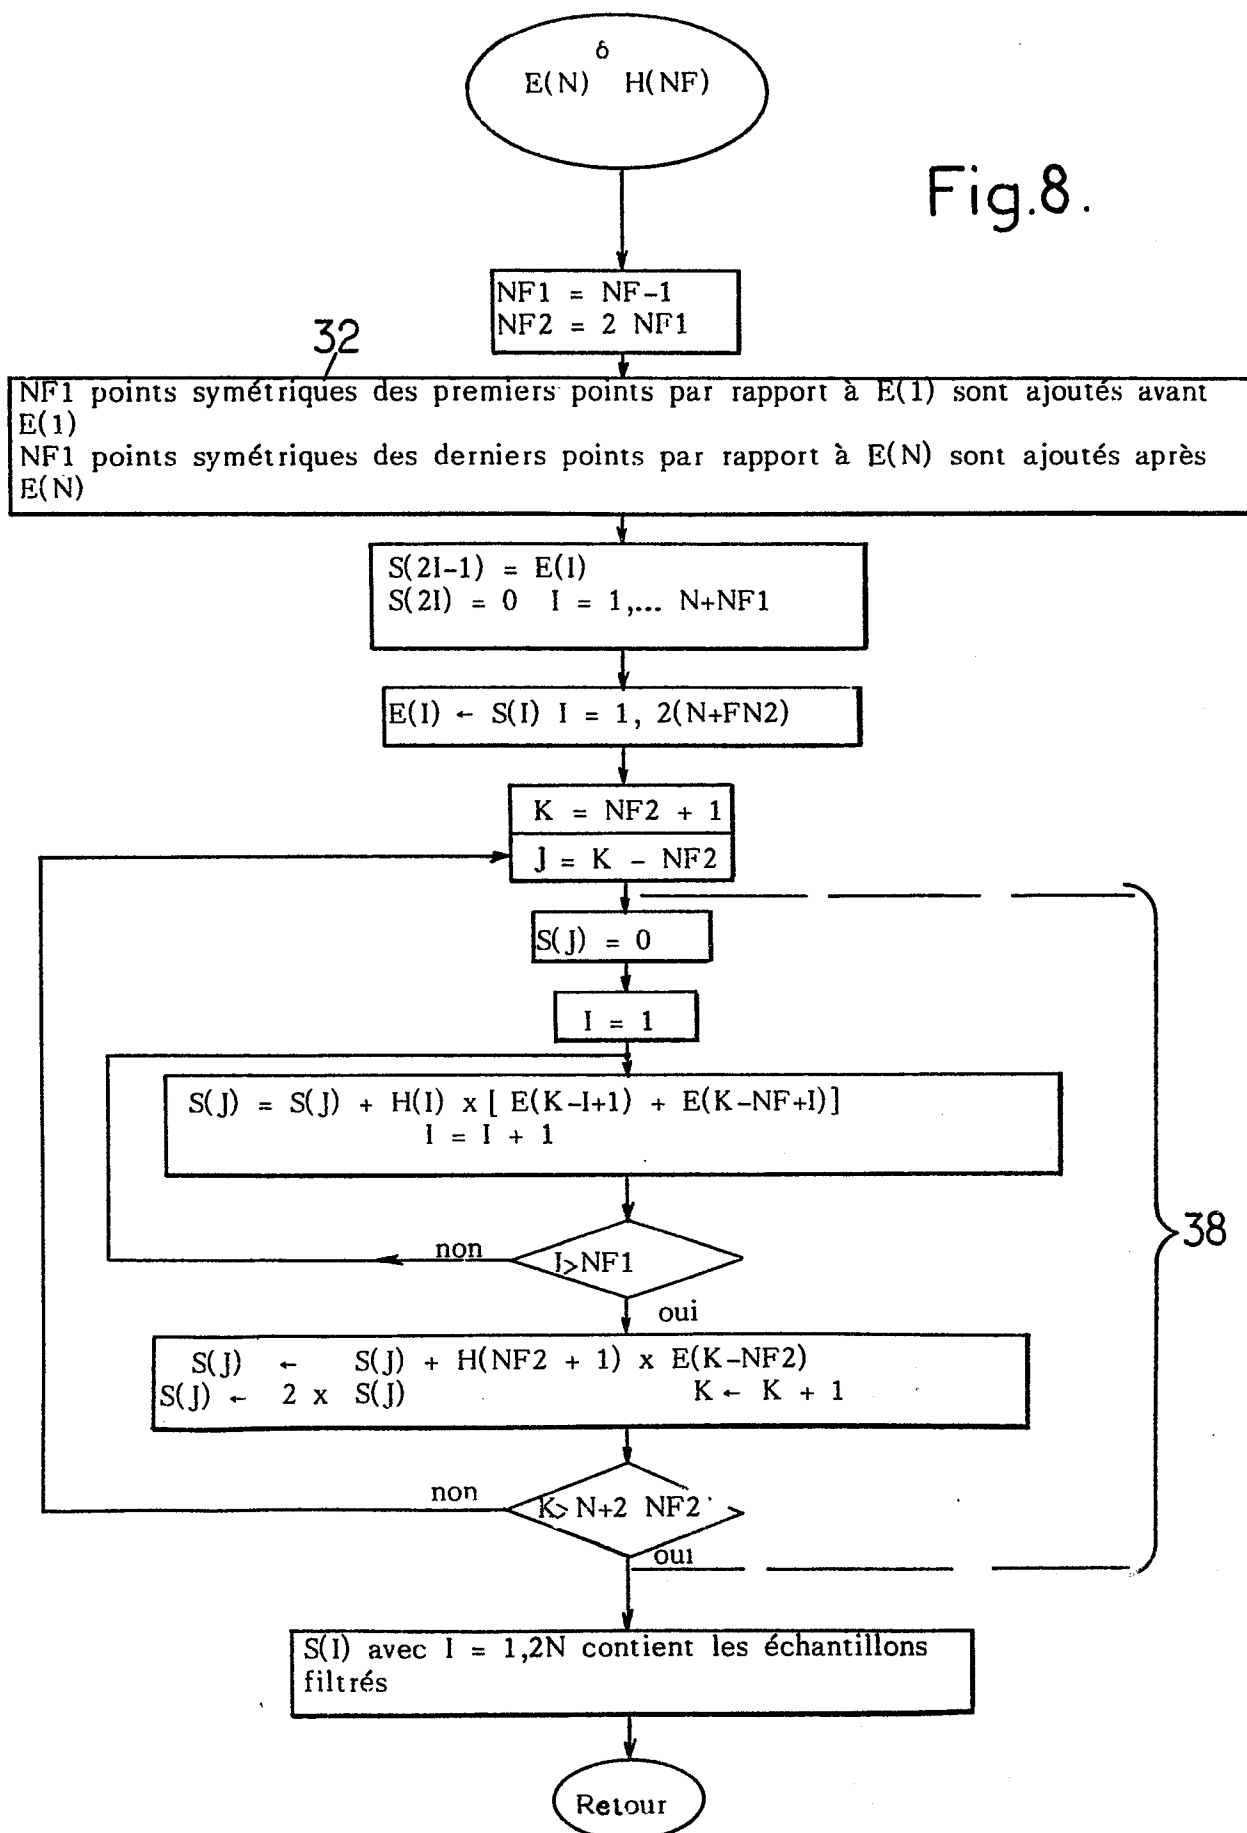 δ
E(N) H(NF)
Fig.8.
NF1 = NF-1
NF2 = 2 NF1
32
NF1 points symétriques des premiers points par rapport à E(1) sont ajoutés avant
E(1)
NF1 points symétriques des derniers points par rapport à E(N) sont ajoutés après
E(N)
S(2I-1) = E(I)
S(2I) = 0 I = 1,... N+NF1
E(I) ← S(I) I = 1, 2(N+FN2)
K = NF2 + 1
J = K - NF2
S(J) = 0
I = 1
S(J) = S(J) + H(I) x [ E(K-I+1) + E(K-NF+I)]
I = I + 1
non
I>NF1
38
oui
S(J) ← S(J) + H(NF2 + 1) x E(K-NF2)
S(J) ← 2 x S(J) K ← K + 1
non
K> N+2 NF2
oui
S(I) avec I = 1,2N contient les échantillons
filtrés
Retour